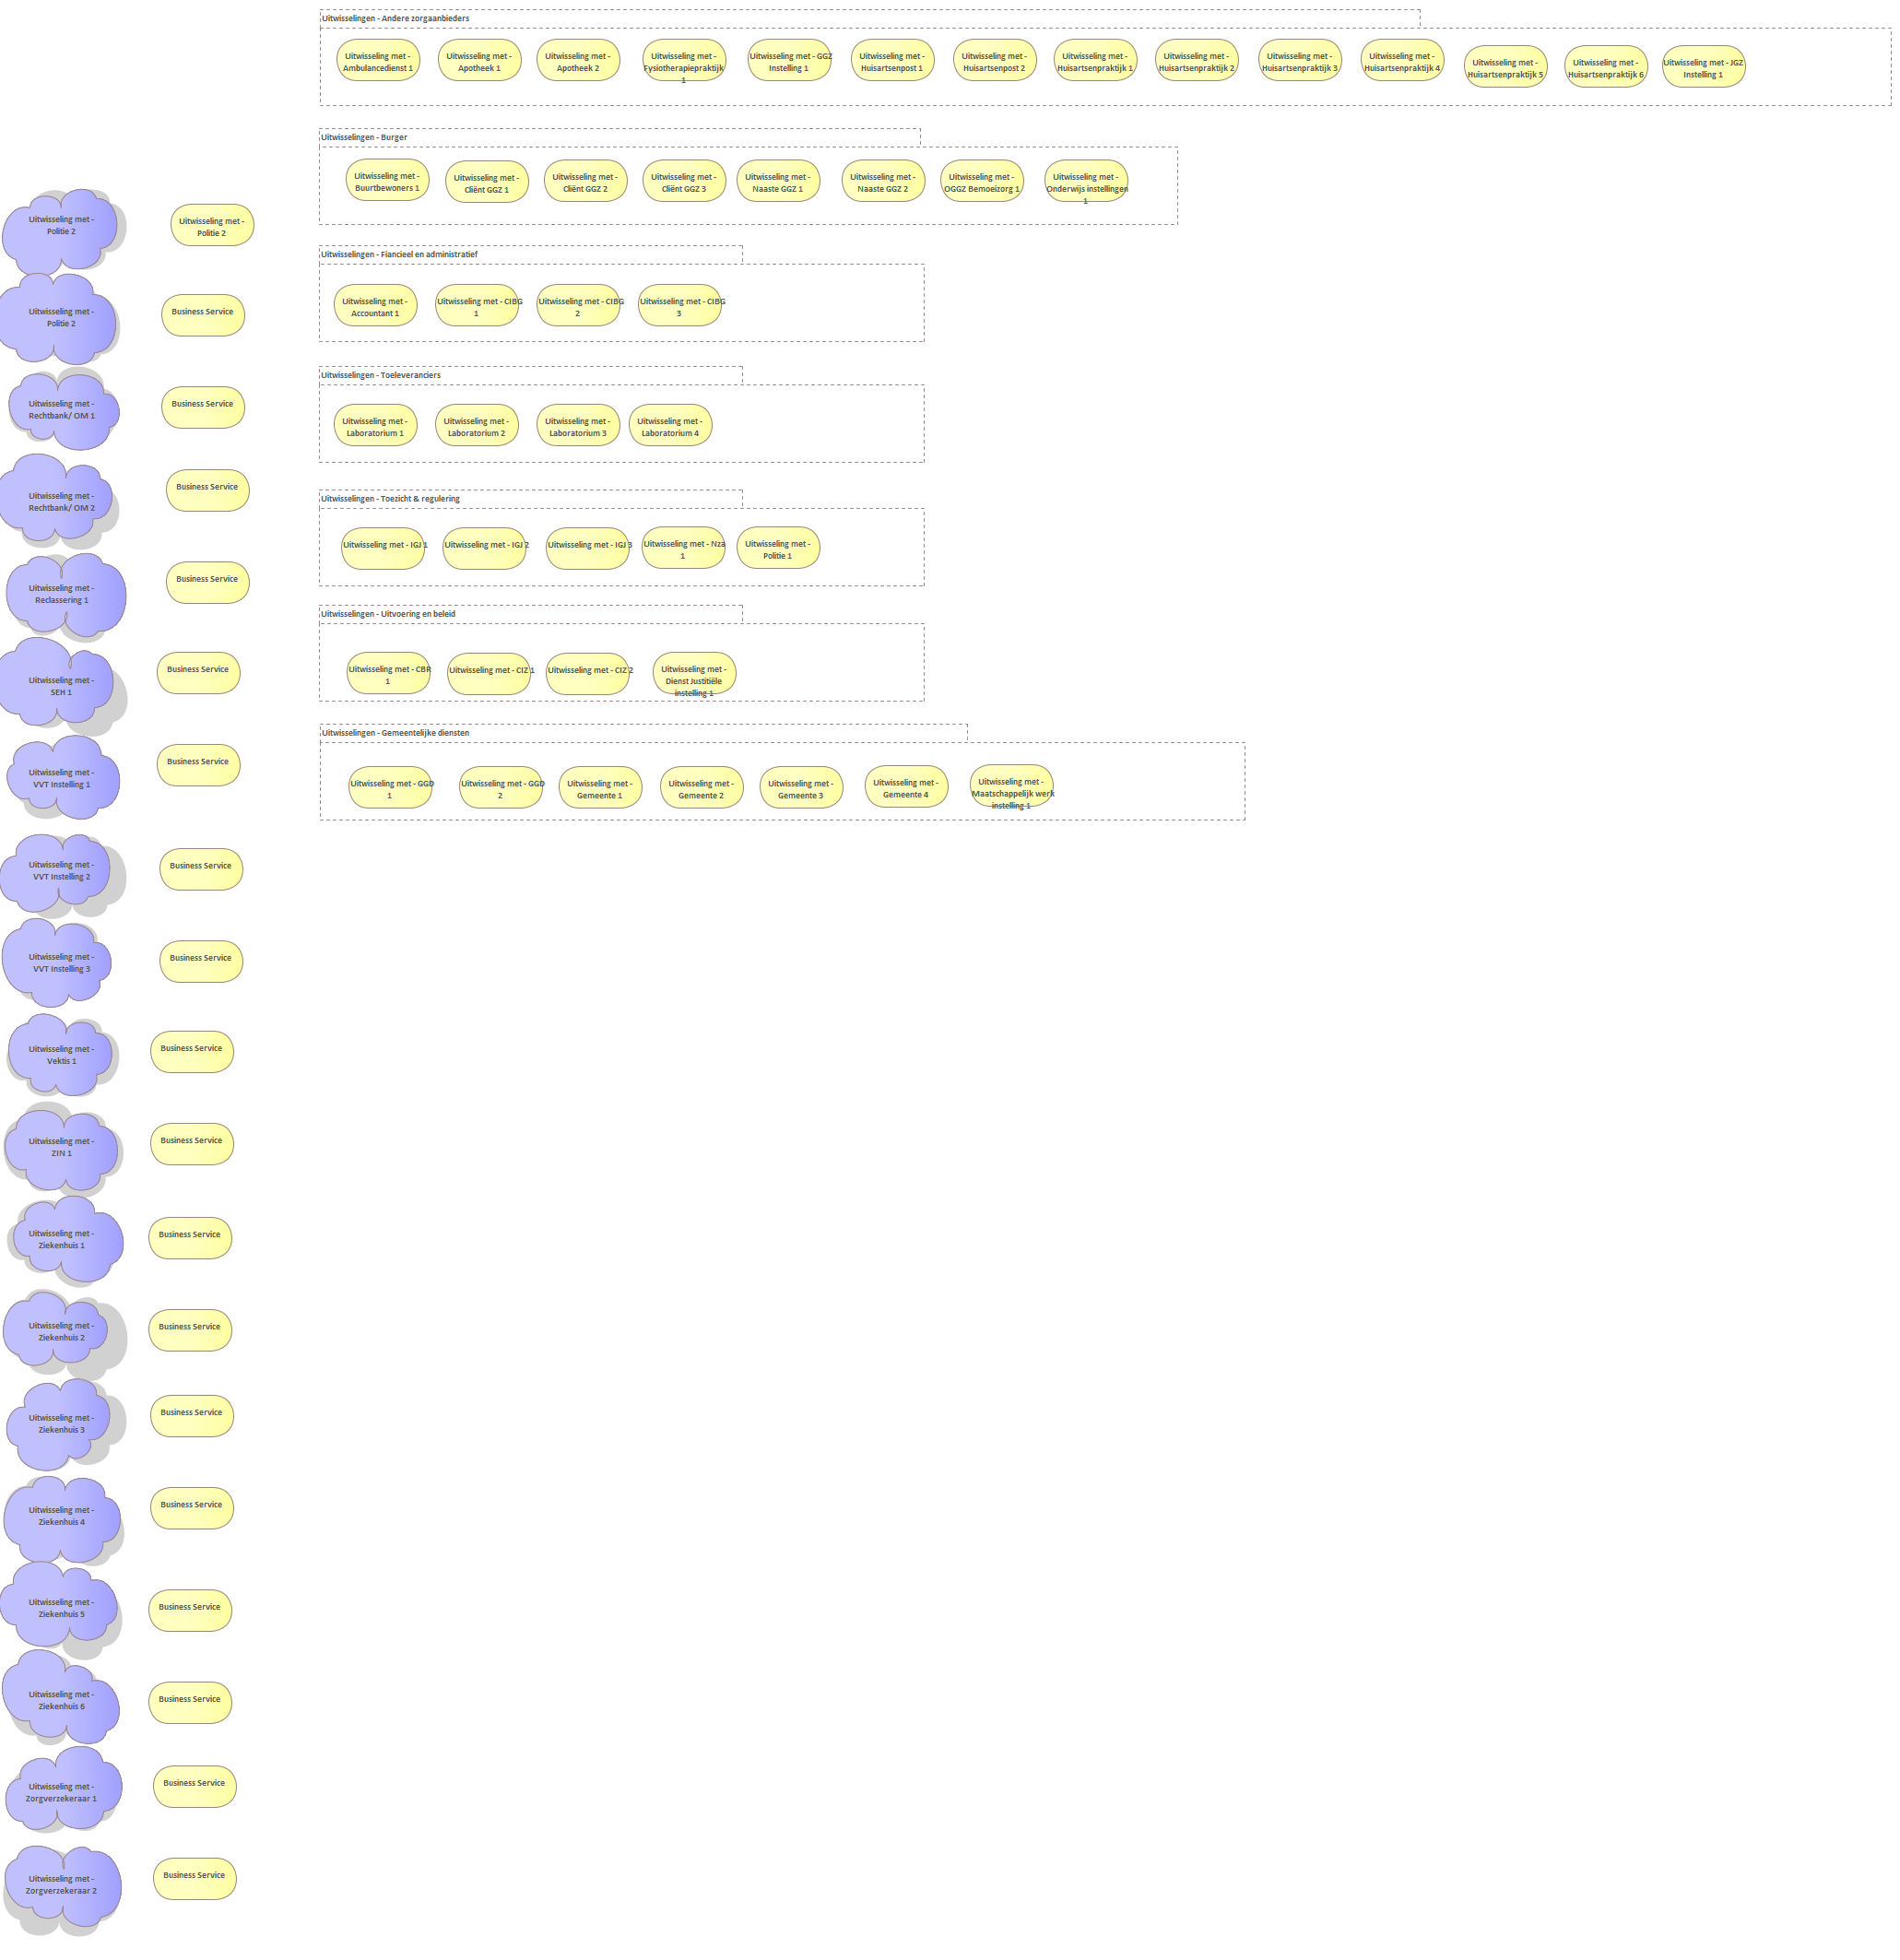 Uitwisselingen - Andere zorgaanbieders
Uitwisseling met -
Ambulancedienst 1
Uitwisseling met -
Apotheek 1
Uitwisseling met -
Apotheek 2
Uitwisseling met -
Fysiotherapiepraktijk
1
Uitwisseling met - GGZ
Instelling 1
Uitwisseling met -
Huisartsenpost 1
Uitwisseling met -
Huisartsenpost 2
Uitwisseling met -
Huisartsenpraktijk 1
Uitwisseling met -
Huisartsenpraktijk 2
Uitwisseling met -
Huisartsenpraktijk 3
Uitwisseling met -
Huisartsenpraktijk 4
Uitwisseling met -
Huisartsenpraktijk 5
Uitwisseling met -
Huisartsenpraktijk 6
Uitwisseling met - JGZ
Instelling 1
Uitwisselingen - Burger
Uitwisseling met -
Buurtbewoners 1
Uitwisseling met -
Cliënt GGZ 1
Uitwisseling met -
Cliënt GGZ 2
Uitwisseling met -
Cliënt GGZ 3
Uitwisseling met -
Naaste GGZ 1
Uitwisseling met -
Naaste GGZ 2
Uitwisseling met -
OGGZ Bemoeizorg 1
Uitwisseling met -
Onderwijs instellingen
1
Uitwisselingen - Fiancieel en administratief
Uitwisseling met -
Accountant 1
Uitwisseling met - CIBG
1
Uitwisseling met - CIBG
2
Uitwisseling met - CIBG
3
Uitwisselingen - Toeleveranciers
Uitwisseling met -
Laboratorium 1
Uitwisseling met -
Laboratorium 2
Uitwisseling met -
Laboratorium 3
Uitwisseling met -
Laboratorium 4
Uitwisselingen - Toezicht & regulering
Uitwisseling met - IGJ 1
Uitwisseling met - IGJ 2
Uitwisseling met - IGJ 3
Uitwisseling met - Nza
1
Uitwisseling met -
Politie 1
Uitwisselingen - Uitvoering en beleid
Uitwisseling met - CBR
1
Uitwisseling met - CIZ 1
Uitwisseling met - CIZ 2
Uitwisseling met -
Dienst Justitiële
instelling 1
Uitwisselingen - Gemeentelijke diensten
Uitwisseling met - GGD
1
Uitwisseling met - GGD
2
Uitwisseling met -
Gemeente 1
Uitwisseling met -
Gemeente 2
Uitwisseling met -
Gemeente 3
Uitwisseling met -
Gemeente 4
Uitwisseling met -
Maatschappelijk werk
instelling 1
Uitwisseling met -
Politie 2
Uitwisseling met -
Politie 2
Uitwisseling met -
Politie 2
Business Service
Uitwisseling met -
Rechtbank/ OM 1
Business Service
Uitwisseling met -
Rechtbank/ OM 2
Business Service
Uitwisseling met -
Reclassering 1
Business Service
Uitwisseling met -
SEH 1
Business Service
Uitwisseling met -
VVT Instelling 1
Business Service
Uitwisseling met -
VVT Instelling 2
Business Service
Uitwisseling met -
VVT Instelling 3
Business Service
Uitwisseling met -
Vektis 1
Business Service
Uitwisseling met -
ZIN 1
Business Service
Uitwisseling met -
Ziekenhuis 1
Business Service
Uitwisseling met -
Ziekenhuis 2
Business Service
Uitwisseling met -
Ziekenhuis 3
Business Service
Uitwisseling met -
Ziekenhuis 4
Business Service
Uitwisseling met -
Ziekenhuis 5
Business Service
Uitwisseling met -
Ziekenhuis 6
Business Service
Uitwisseling met -
Zorgverzekeraar 1
Business Service
Uitwisseling met -
Zorgverzekeraar 2
Business Service